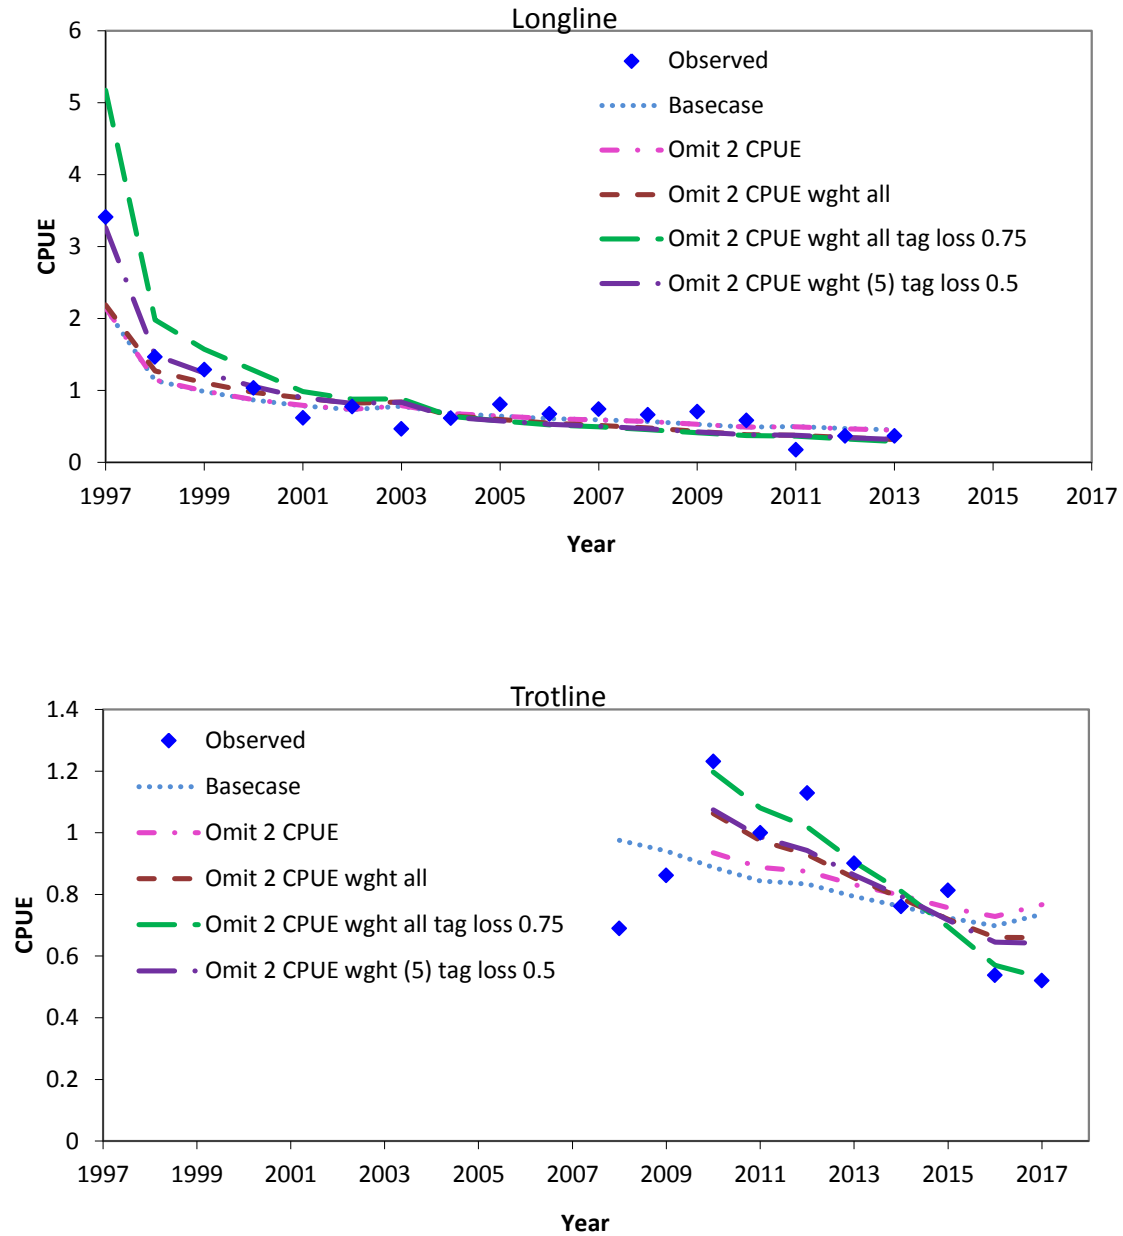 Longline
6
5
4
3
2
1
0
CPUE
Observed
Basecase
Omit 2 CPUE
Omit 2 CPUE wght all
Omit 2 CPUE wght all tag loss 0.75
Omit 2 CPUE wght (5) tag loss 0.5
1997 1999 2001 2003 2005 2007 2009 2011 2013 2015 2017
Year
Trotline
1.4
1.2
1
0.8
0.6
0.4
0.2
0
CPUE
Observed
Basecase
Omit 2 CPUE
Omit 2 CPUE wght all
Omit 2 CPUE wght all tag loss 0.75
Omit 2 CPUE wght (5) tag loss 0.5
1997 1999 2001 2003 2005 2007 2009 2011 2013 2015 2017
Year